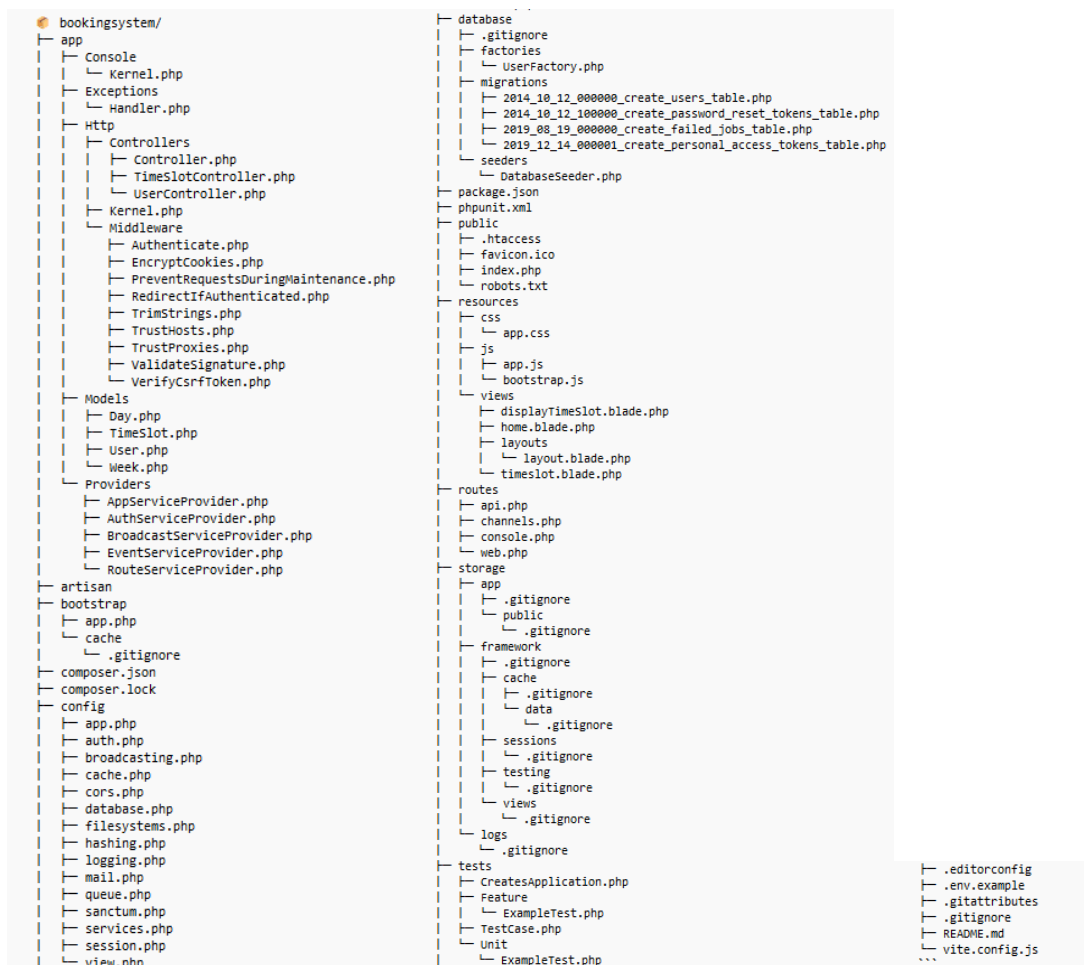 bookingsystem/
├─ app
│  ├─ Console
│  │  └─ Kernel.php
│  ├─ Exceptions
│  │  └─ Handler.php
│  ├─ Http
│  │  ├─ Controllers
│  │  │  ├─ Controller.php
│  │  │  ├─ TimeSlotController.php
│  │  │  └─ UserController.php
│  │  ├─ Kernel.php
│  │  └─ Middleware
│  │     ├─ Authenticate.php
│  │     ├─ EncryptCookies.php
│  │     ├─ PreventRequestsDuringMaintenance.php
│  │     ├─ RedirectIfAuthenticated.php
│  │     ├─ TrimStrings.php
│  │     ├─ TrustHosts.php
│  │     ├─ TrustProxies.php
│  │     ├─ ValidateSignature.php
│  │     └─ VerifyCsrfToken.php
│  ├─ Models
│  │  ├─ Day.php
│  │  ├─ TimeSlot.php
│  │  ├─ User.php
│  │  └─ Week.php
│  └─ Providers
│     ├─ AppServiceProvider.php
│     ├─ AuthServiceProvider.php
│     ├─ BroadcastServiceProvider.php
│     ├─ EventServiceProvider.php
│     └─ RouteServiceProvider.php
├─ artisan
├─ bootstrap
│  ├─ app.php
│  └─ cache
│     └─ .gitignore
├─ composer.json
├─ composer.lock
├─ config
│  ├─ app.php
│  ├─ auth.php
│  ├─ broadcasting.php
│  ├─ cache.php
│  ├─ cors.php
│  ├─ database.php
│  ├─ filesystems.php
│  ├─ hashing.php
│  ├─ logging.php
│  ├─ mail.php
│  ├─ queue.php
│  ├─ sanctum.php
│  ├─ services.php
│  ├─ session.php
│  └─ view.php
├─ database
│  ├─ .gitignore
│  ├─ factories
│  │  └─ UserFactory.php
│  ├─ migrations
│  │  ├─ 2014_10_12_000000_create_users_table.php
│  │  ├─ 2014_10_12_100000_create_password_reset_tokens_table.php
│  │  ├─ 2019_08_19_000000_create_failed_jobs_table.php
│  │  └─ 2019_12_14_000001_create_personal_access_tokens_table.php
│  └─ seeders
│     └─ DatabaseSeeder.php
├─ package.json
├─ phpunit.xml
├─ public
│  ├─ .htaccess
│  ├─ favicon.ico
│  ├─ index.php
│  └─ robots.txt
├─ resources
│  ├─ css
│  │  └─ app.css
│  ├─ js
│  │  ├─ app.js
│  │  └─ bootstrap.js
│  └─ views
│     ├─ displayTimeSlot.blade.php
│     ├─ home.blade.php
│     ├─ layouts
│     │  └─ layout.blade.php
│     └─ timeslot.blade.php
├─ routes
│  ├─ api.php
│  ├─ channels.php
│  ├─ console.php
│  └─ web.php
├─ storage
│  ├─ app
│  │  ├─ .gitignore
│  │  └─ public
│  │     └─ .gitignore
│  ├─ framework
│  │  ├─ .gitignore
│  │  ├─ cache
│  │  │  ├─ .gitignore
│  │  │  └─ data
│  │  │     └─ .gitignore
│  │  ├─ sessions
│  │  │  └─ .gitignore
│  │  ├─ testing
│  │  │  └─ .gitignore
│  │  └─ views
│  │     └─ .gitignore
│  └─ logs
│     └─ .gitignore
├─ tests
│  ├─ CreatesApplication.php
│  ├─ Feature
│  │  └─ ExampleTest.php
│  ├─ TestCase.php
│  └─ Unit
│     └─ ExampleTest.php
├─ .editorconfig
├─ .env.example
├─ .gitattributes
├─ .gitignore
├─ README.md
└─ vite.config.js
```